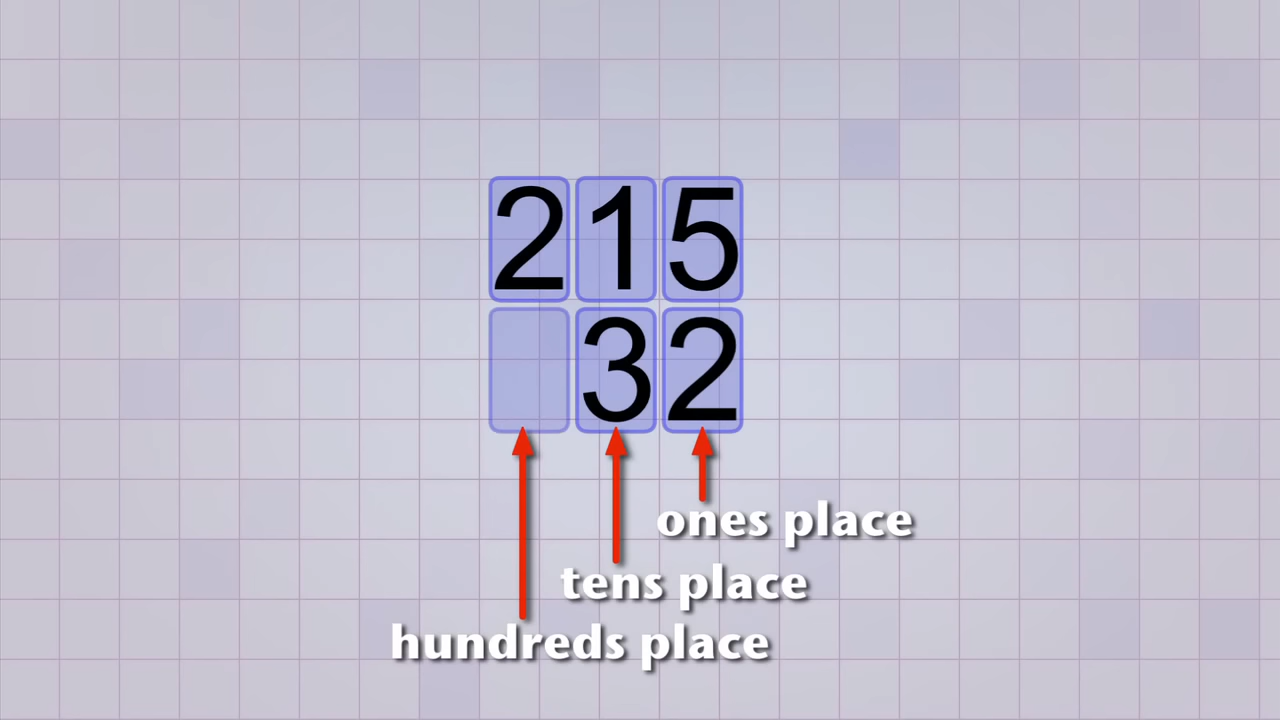 215
32
ones place
tens place
hundreds place